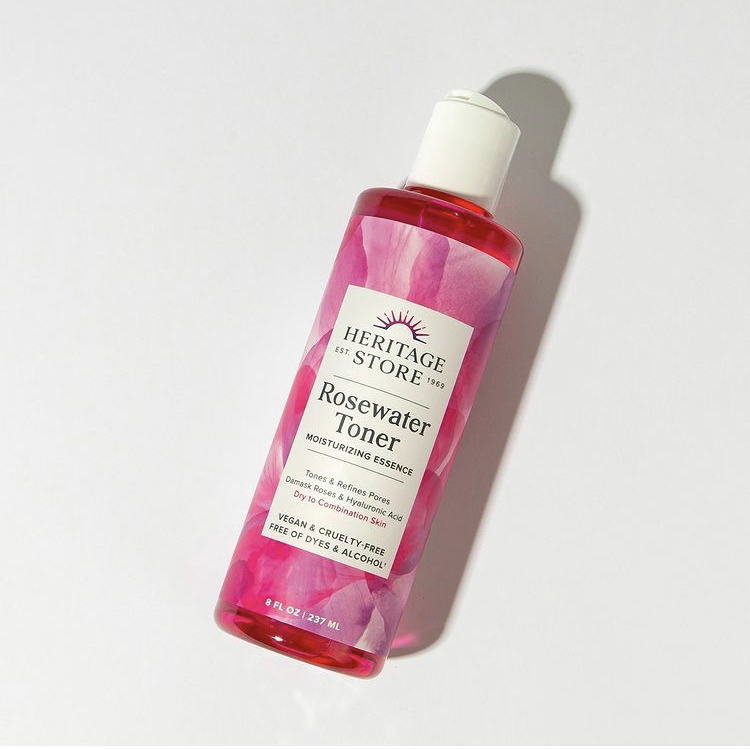 HERITAGE
EST. STORE 1969
Rosewater
Toner
MOISTURIZING ESSENCE
Tones & Refines Pores
Damask Roses & Hyaluronic Acid
Dry to Combination Skin
VEGAN & CRUELTY-FREE
FREE OF DYES & ALCOHOL†
8 FL OZ | 237 ML